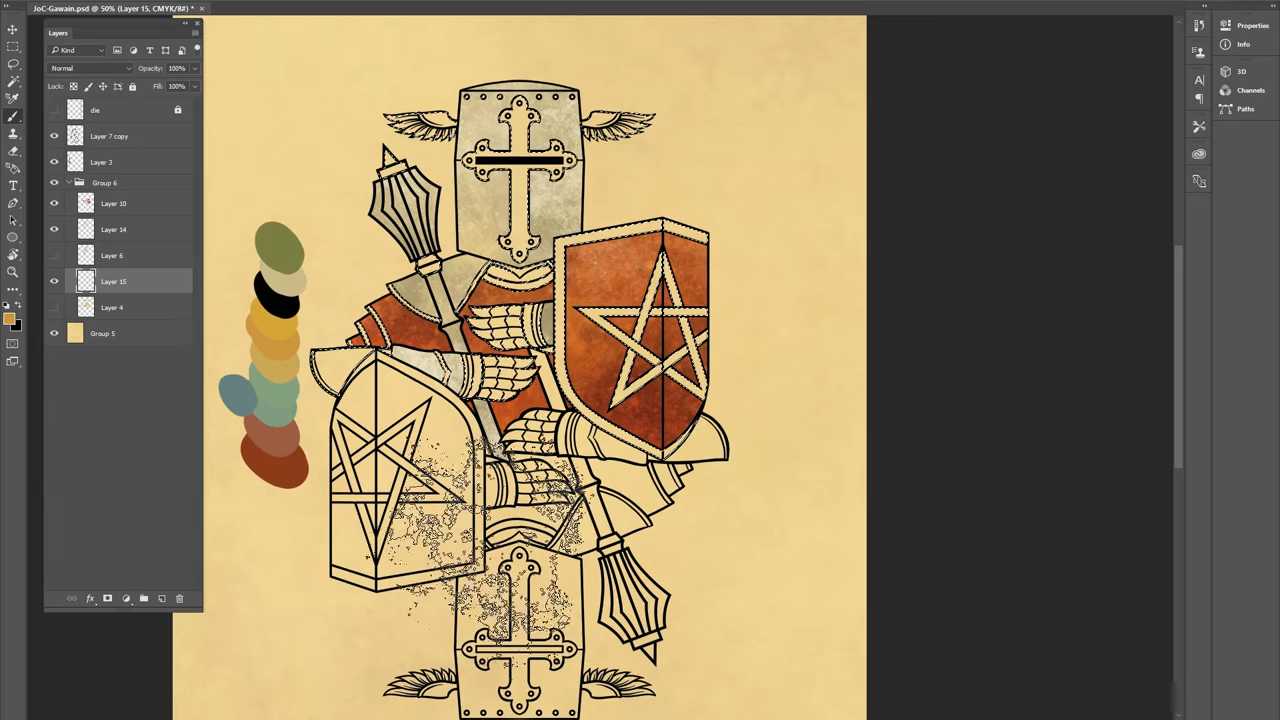 JoC-Gawain.psd @ 50% (Layer 15, CMYK/8#) *
Layers
Kind
Normal
Opacity: 100%
Lock:
Fill: 100%
die
Layer 7 copy
Layer 3
Group 6
Layer 10
Layer 14
Layer 6
Layer 15
Layer 4
Group 5
fx
Properties
Info
3D
Channels
Paths